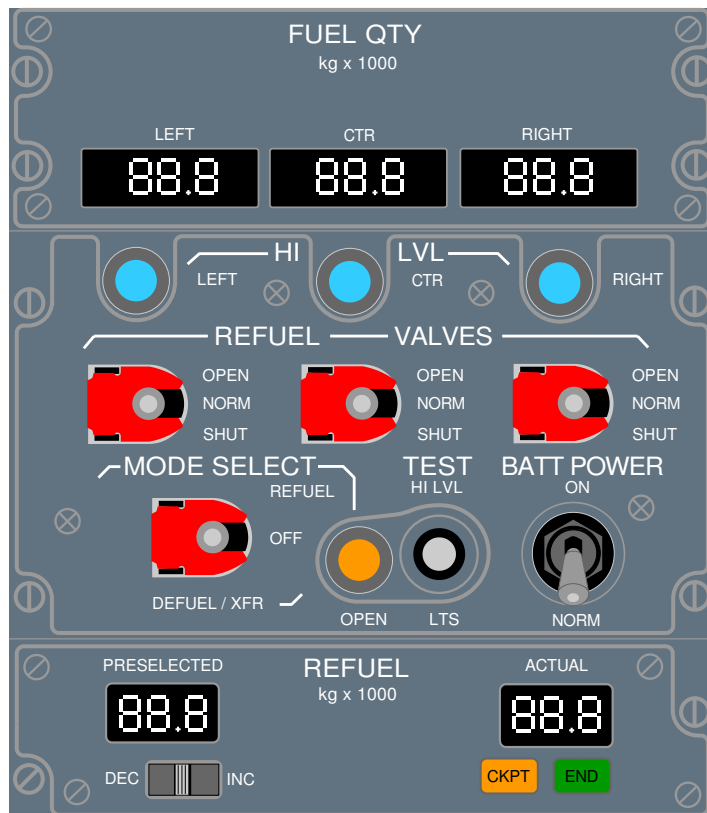 FUEL QTY
kg x 1000
LEFT CTR RIGHT
88.8 88.8 88.8
HI LVL
LEFT CTR RIGHT
REFUEL VALVES
OPEN OPEN OPEN
NORM NORM NORM
SHUT SHUT SHUT
MODE SELECT TEST BATT POWER
REFUEL HI LVL ON
OFF
DEFUEL / XFR
OPEN LTS NORM
PRESELECTED REFUEL ACTUAL
kg x 1000
88.8 88.8
DEC INC CKPT END